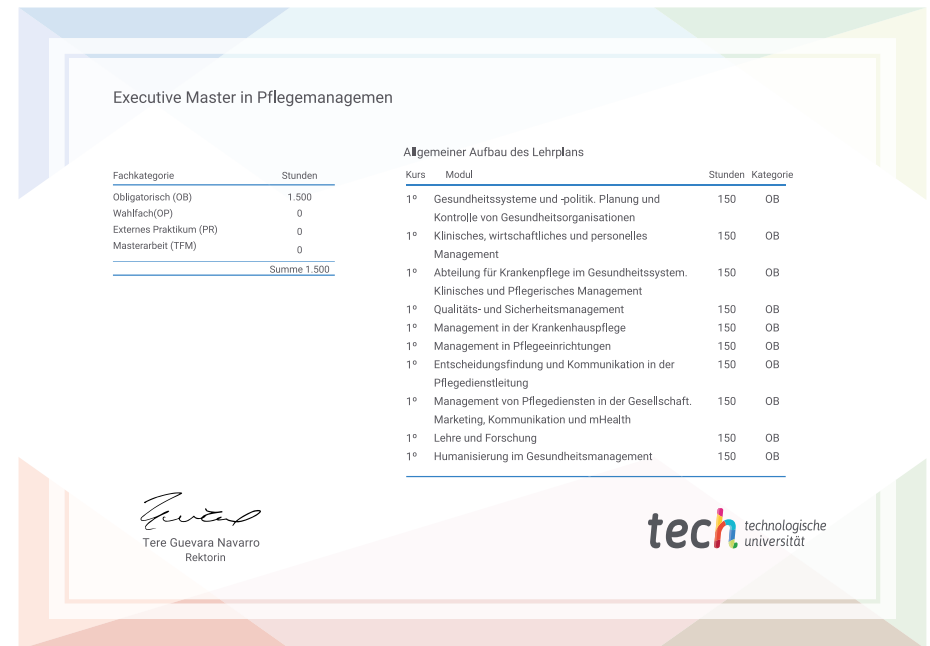 Executive Master in Pflegemanagemen
Fachkategorie Stunden
Obligatorisch (OB) 1.500
Wahlfach(OP) 0
Externes Praktikum (PR) 0
Masterarbeit (TFM) 0
Summe 1.500
Allgemeiner Aufbau des Lehrplans
Kurs Modul Stunden Kategorie
1º Gesundheitssysteme und -politik. Planung und 150 OB
Kontrolle von Gesundheitsorganisationen
1º Klinisches, wirtschaftliches und personelles 150 OB
Management
1º Abteilung für Krankenpflege im Gesundheitssystem. 150 OB
Klinisches und Pflegerisches Management
1º Qualitäts- und Sicherheitsmanagement 150 OB
1º Management in der Krankenhauspflege 150 OB
1º Management in Pflegeeinrichtungen 150 OB
1º Entscheidungsfindung und Kommunikation in der 150 OB
Pflegedienstleitung
1º Management von Pflegediensten in der Gesellschaft. 150 OB
Marketing, Kommunikation und mHealth
1º Lehre und Forschung 150 OB
1º Humanisierung im Gesundheitsmanagement 150 OB
Tere Guevara Navarro
Rektorin
tech technologische
universität